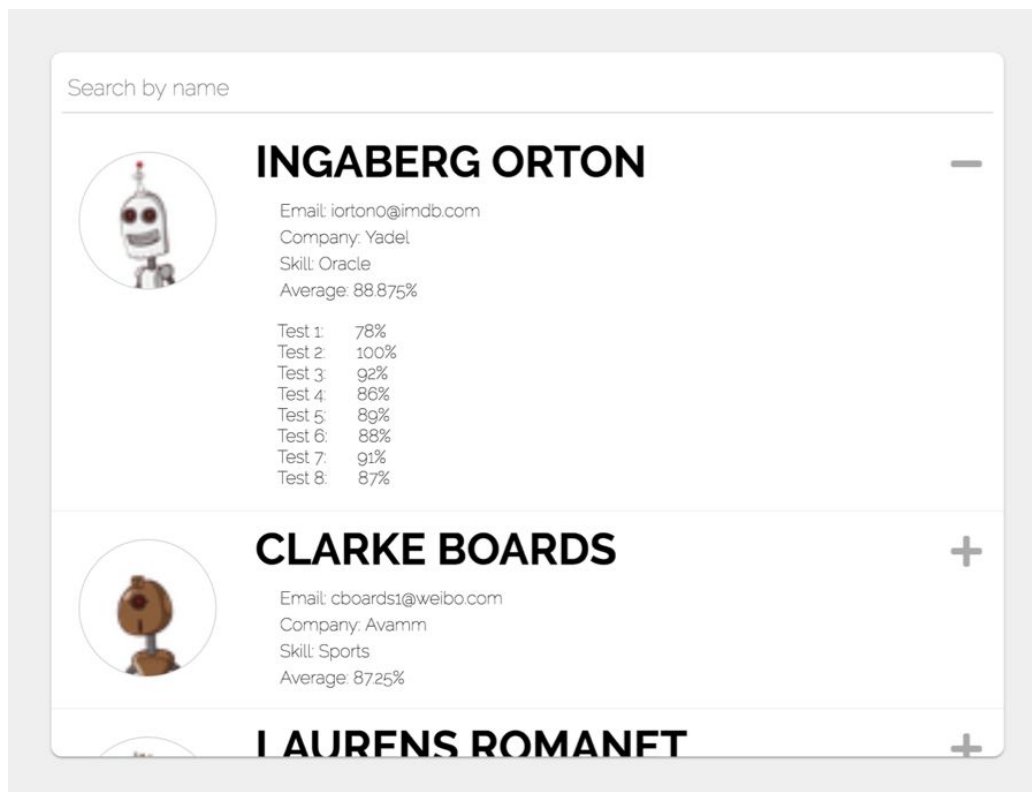 Search by name
INGABERG ORTON
Email: iorton0@imdb.com
Company: Yadel
Skill: Oracle
Average: 88.875%
Test 1: 78%
Test 2: 100%
Test 3: 92%
Test 4: 86%
Test 5: 89%
Test 6: 88%
Test 7: 91%
Test 8: 87%
CLARKE BOARDS
Email: cboards1@weibo.com
Company: Avamm
Skill: Sports
Average: 87.25%
LAURENS ROMANET